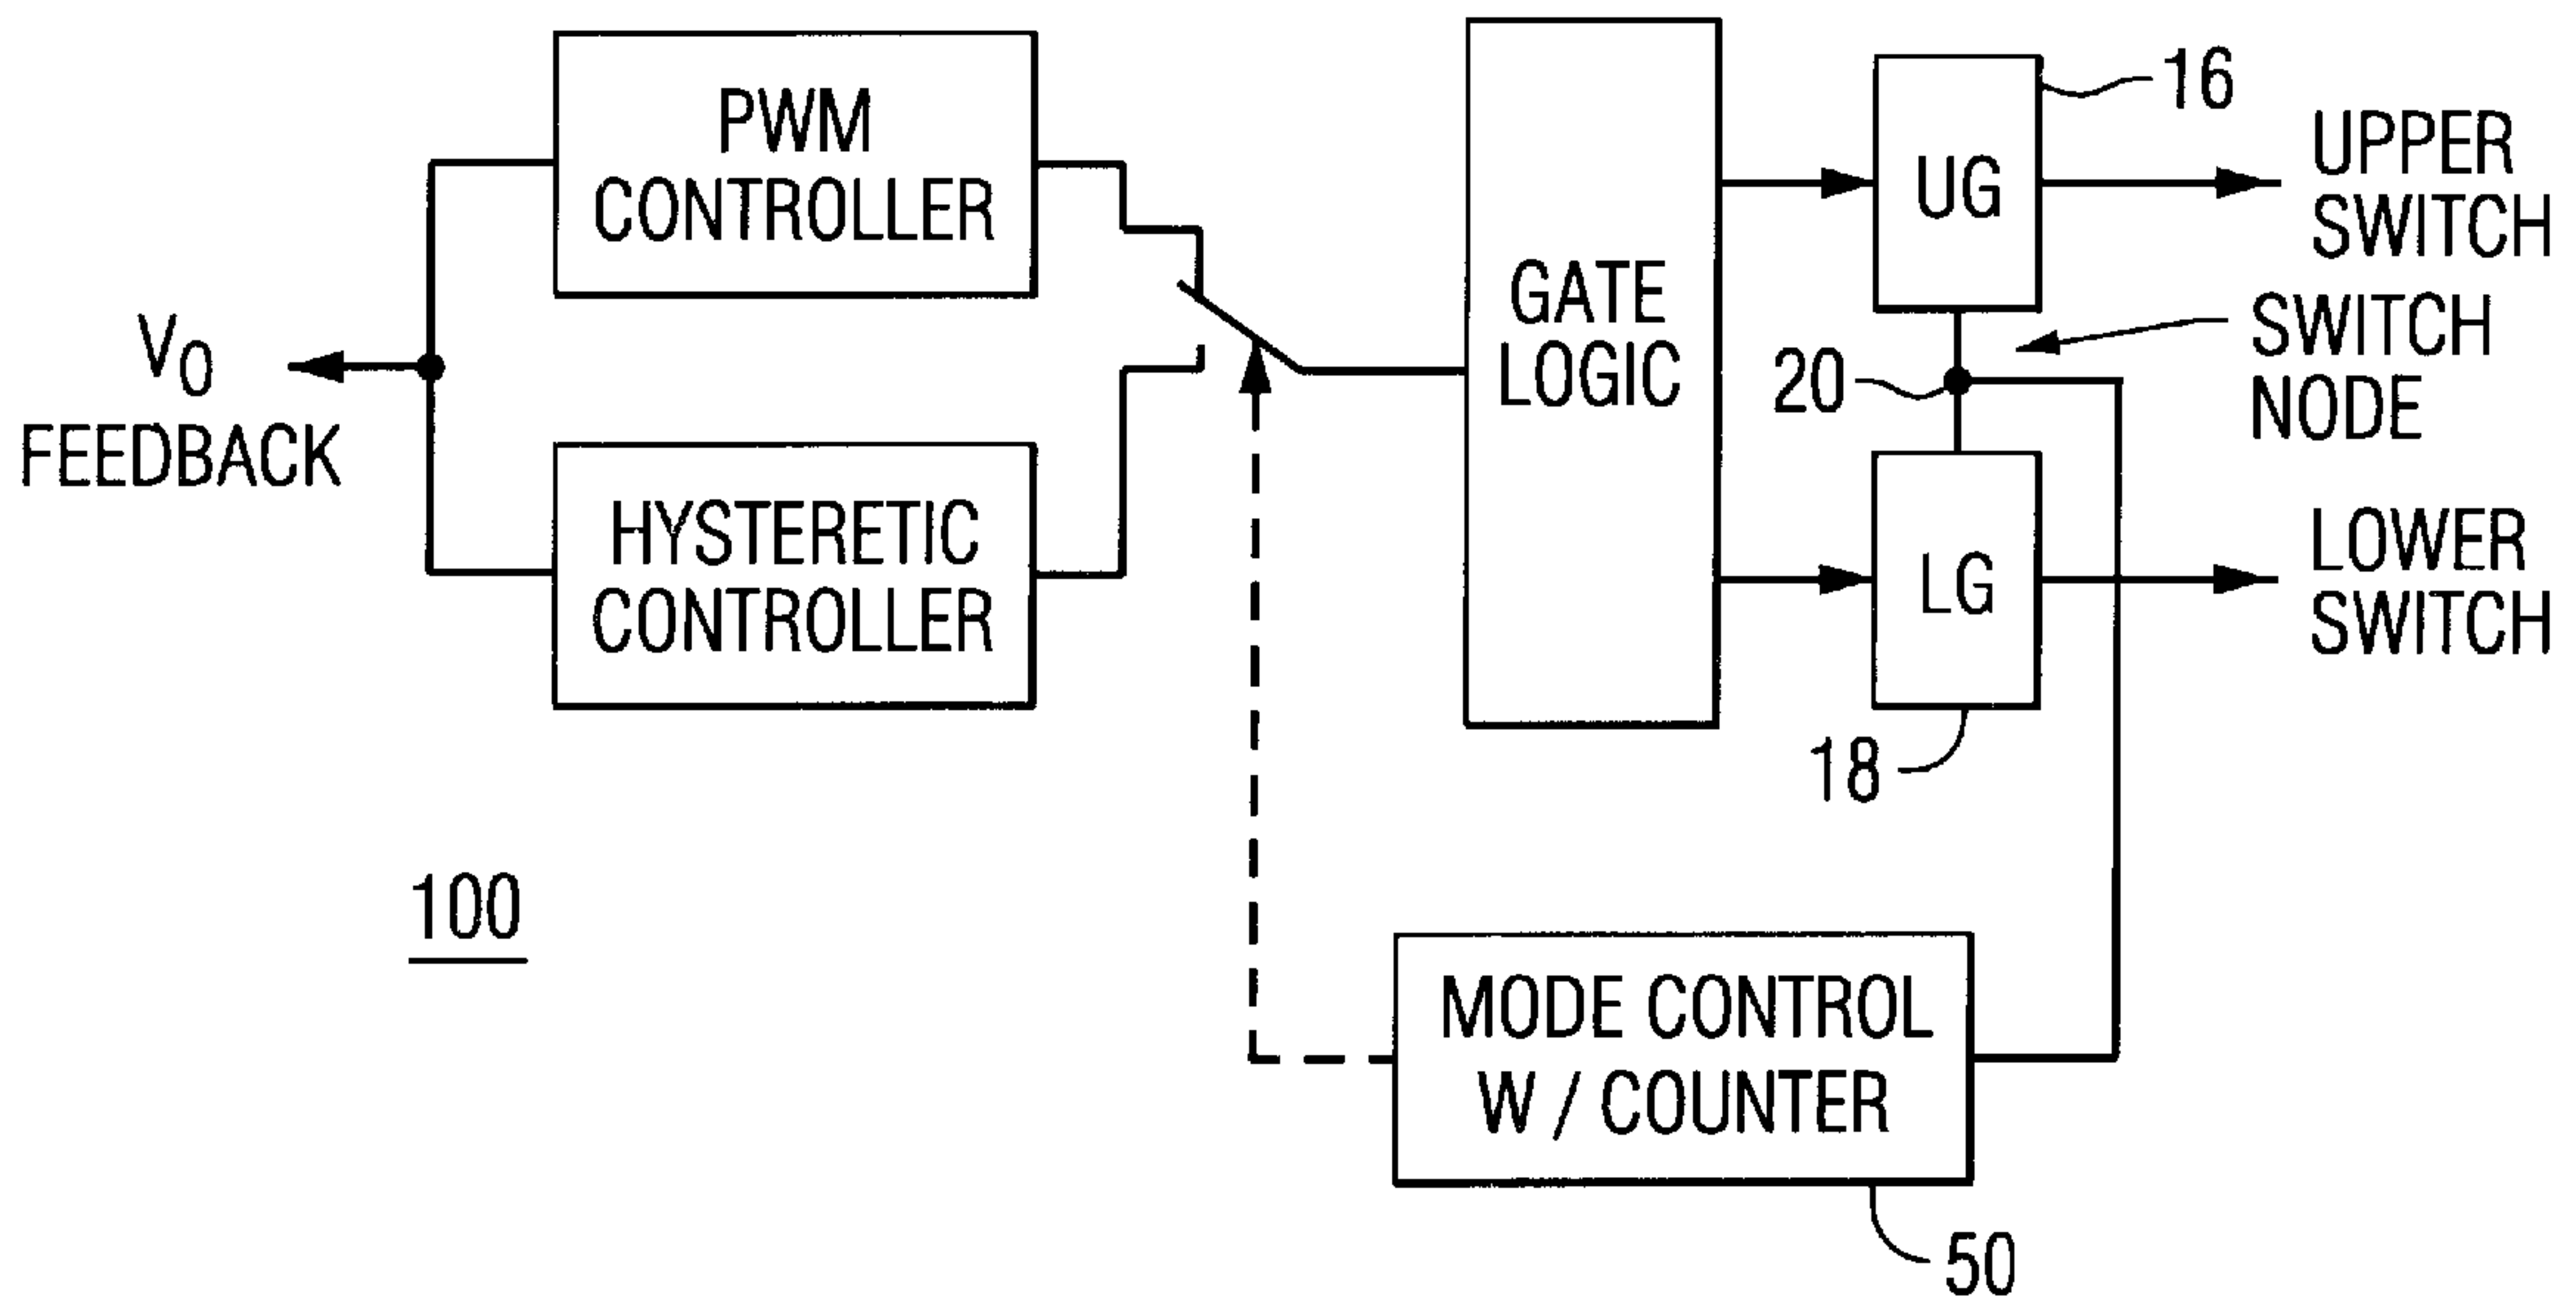 PWM
CONTROLLER
V0
FEEDBACK
HYSTERETIC
CONTROLLER
GATE
LOGIC
UG
16
UPPER
SWITCH
SWITCH
NODE
20
LG
LOWER
SWITCH
18
100
MODE CONTROL
W / COUNTER
50